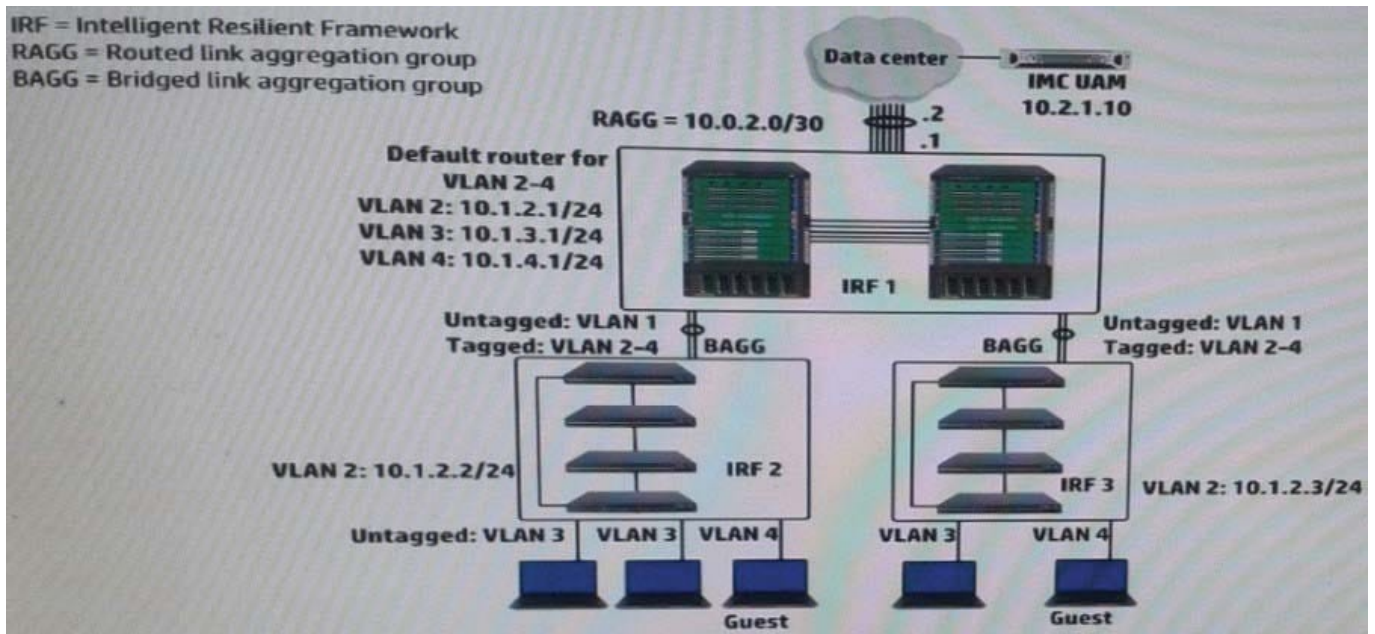 IRF = Intelligent Resilient Framework
RAGG = Routed link aggregation group
BAGG = Bridged link aggregation group
Data center
IMC UAM
10.2.1.10
RAGG = 10.0.2.0/30
.2
.1
Default router for
VLAN 2-4
VLAN 2: 10.1.2.1/24
VLAN 3: 10.1.3.1/24
VLAN 4: 10.1.4.1/24
IRF 1
Untagged: VLAN 1
Tagged: VLAN 2-4
BAGG
BAGG
Untagged: VLAN 1
Tagged: VLAN 2-4
VLAN 2: 10.1.2.2/24
IRF 2
IRF 3
VLAN 2: 10.1.2.3/24
Untagged: VLAN 3
VLAN 3
VLAN 4
VLAN 3
VLAN 4
Guest
Guest